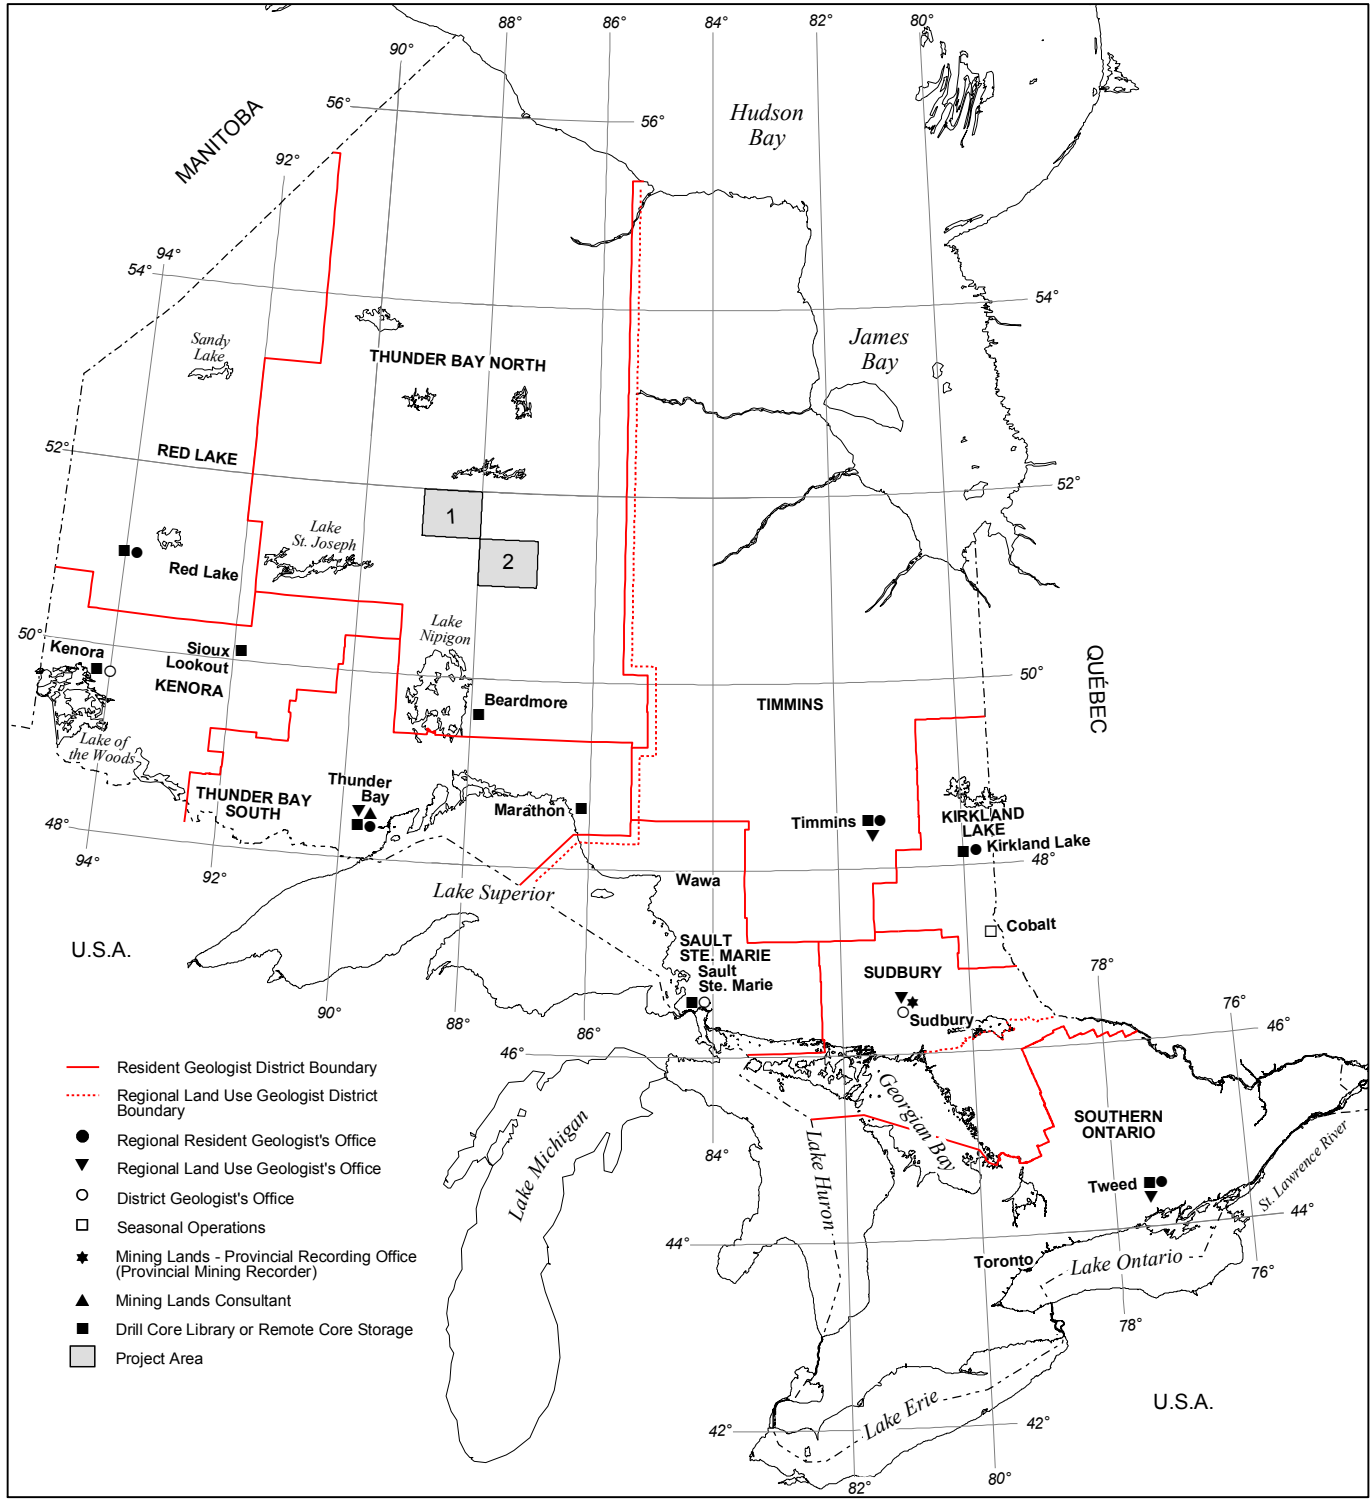 88°
86°
84°
82°
80°
90°
56°
56°
Hudson
Bay
MANITOBA
92°
94°
54°
54°
Sandy
Lake
James
Bay
THUNDER BAY NORTH
52°
RED LAKE
52°
1
Lake
St. Joseph
2
Red Lake
50°
Kenora
Sioux
Lookout
KENORA
Lake
Nipigon
Beardmore
50°
TIMMINS
QUÉBEC
Lake of
the Woods
THUNDER BAY
SOUTH
Thunder
Bay
Marathon
Timmins
KIRKLAND
LAKE
Kirkland Lake
48°
48°
94°
92°
Wawa
Lake Superior
Cobalt
U.S.A.
SAULT
STE. MARIE
Sault
Ste. Marie
SUDBURY
Sudbury
78°
76°
46°
90°
88°
86°
46°
Resident Geologist District Boundary
Regional Land Use Geologist District
Boundary
Regional Resident Geologist's Office
Regional Land Use Geologist's Office
District Geologist's Office
Seasonal Operations
Mining Lands - Provincial Recording Office
(Provincial Mining Recorder)
Mining Lands Consultant
Drill Core Library or Remote Core Storage
Project Area
Lake Michigan
84°
Lake Huron
Georgian Bay
SOUTHERN
ONTARIO
Tweed
St. Lawrence River
44°
44°
Toronto
Lake Ontario
76°
78°
U.S.A.
Lake Erie
42°
42°
82°
80°